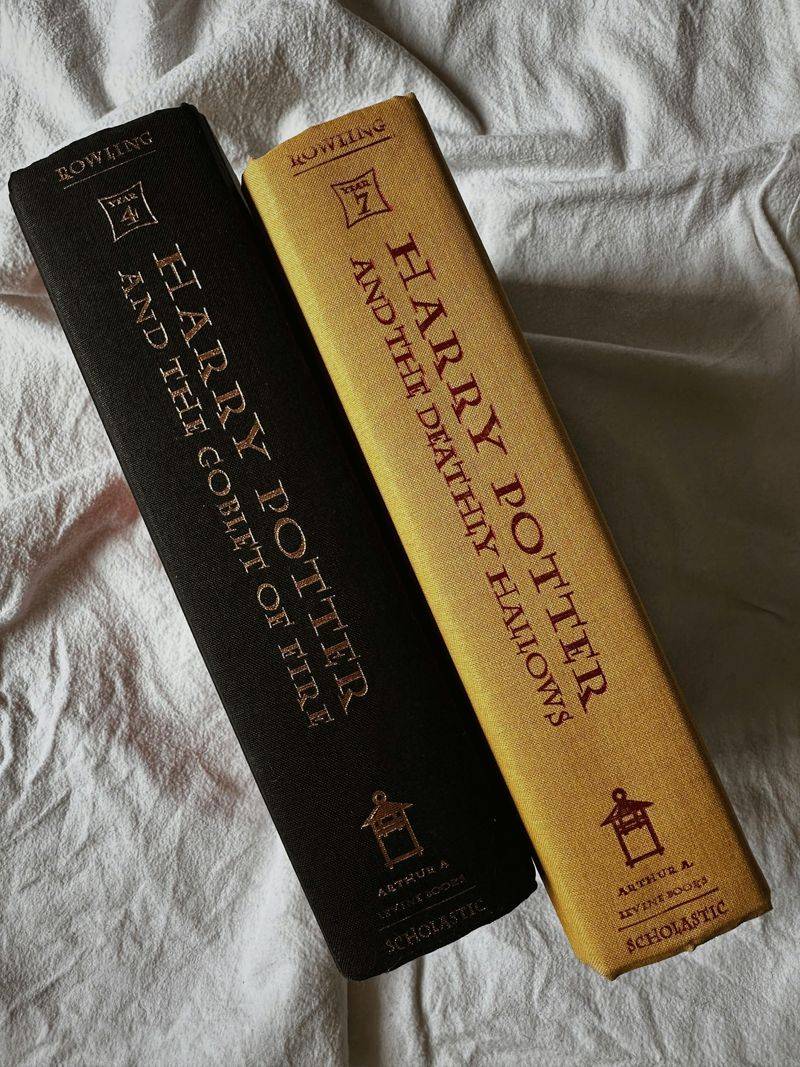 ROWLING
YEAR
4
HARRY POTTER
AND THE GOBLET OF FIRE
ARTHUR A.
LEVINE BOOKS
SCHOLASTIC
ROWLING
YEAR
7
HARRY POTTER
AND THE DEATHLY HALLOWS
ARTHUR A.
LEVINE BOOKS
SCHOLASTIC